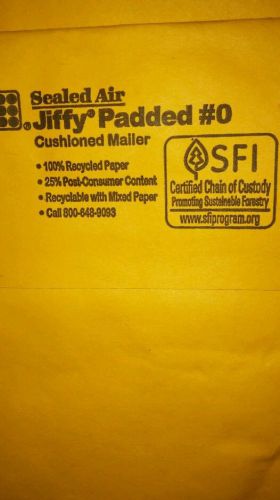 Sealed Air
®Jiffy® Padded #0
Cushioned Mailer
• 100% Recycled Paper
• 25% Post-Consumer Content
• Recyclable with Mixed Paper
• Call 800-648-9093
SFI
Certified Chain of Custody
Promoting Sustainable Forestry
www.sfiprogram.org